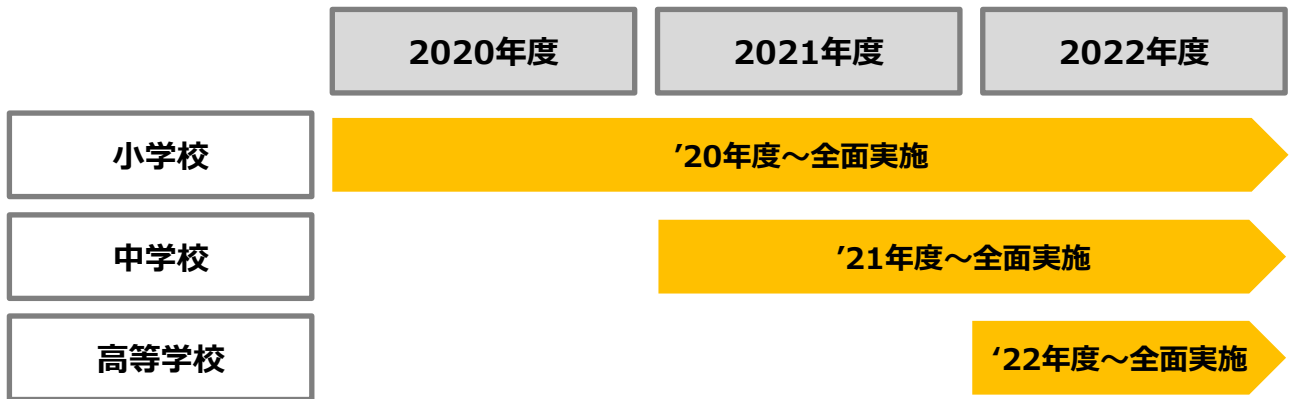 2020年度 2021年度 2022年度
小学校 ’20年度～全面実施
中学校 ’21年度～全面実施
高等学校 ‘22年度～全面実施